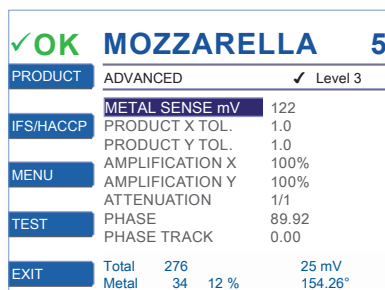 ✓OK MOZZARELLA 5
PRODUCT ADVANCED ✓ Level 3
METAL SENSE mV 122
IFS/HACCP PRODUCT X TOL. 1.0
PRODUCT Y TOL. 1.0
AMPLIFICATION X 100%
MENU AMPLIFICATION Y 100%
ATTENUATION 1/1
TEST PHASE 89.92
PHASE TRACK 0.00
EXIT Total 276 25 mV
Metal 34 12 % 154.26°